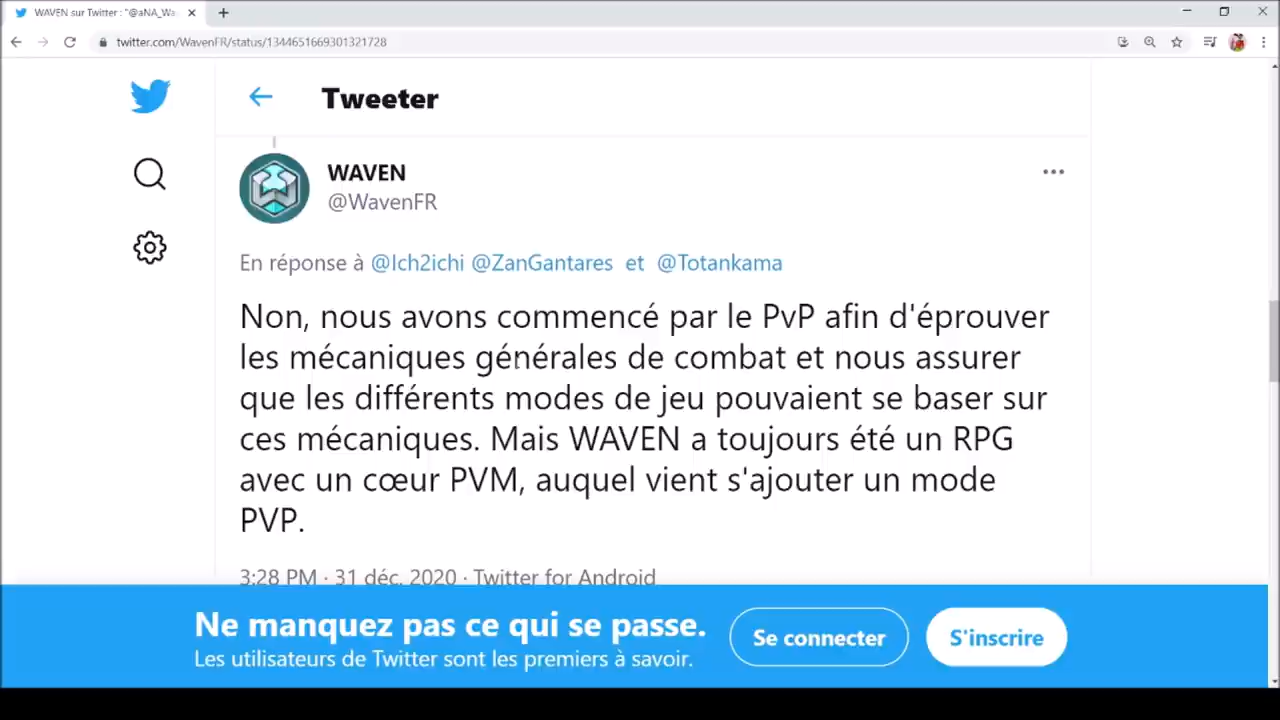 WAVEN sur Twitter : "@aNA_Wa
twitter.com/WavenFR/status/1344651669301321728
Tweeter
WAVEN
@WavenFR
En réponse à @Ich2ichi @ZanGantares et @Totankama
Non, nous avons commencé par le PvP afin d'éprouver
les mécaniques générales de combat et nous assurer
que les différents modes de jeu pouvaient se baser sur
ces mécaniques. Mais WAVEN a toujours été un RPG
avec un cœur PVM, auquel vient s'ajouter un mode
PVP.
3:28 PM · 31 déc. 2020 · Twitter for Android
Ne manquez pas ce qui se passe.
Les utilisateurs de Twitter sont les premiers à savoir.
Se connecter
S'inscrire